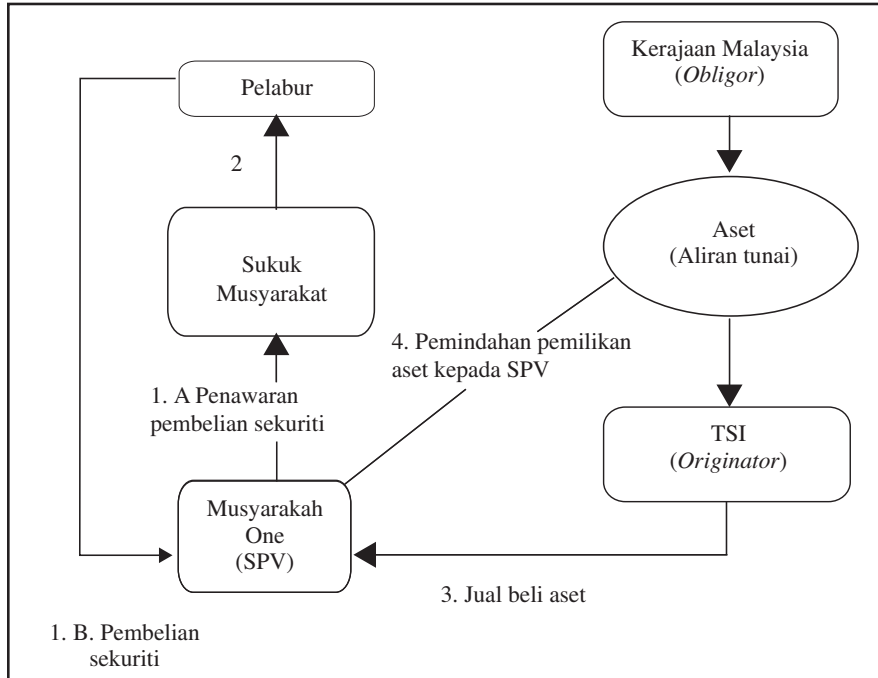 Kerajaan Malaysia
(Obligor)
Pelabur
2
Aset
(Aliran tunai)
Sukuk
Musyarakat
4. Pemindahan pemilikan
aset kepada SPV
1. A Penawaran
pembelian sekuriti
TSI
(Originator)
Musyarakah
One
(SPV)
3. Jual beli aset
1. B. Pembelian
sekuriti